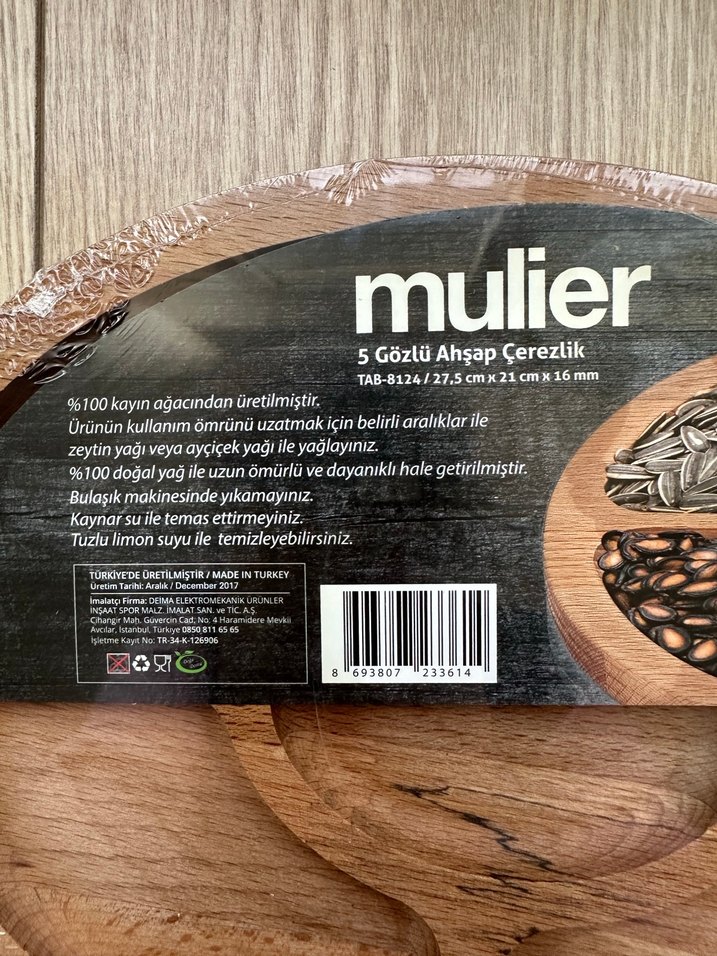 mulier
5 Gözlü Ahşap Çerezlik
TAB-8124 / 27,5 cm x 21 cm x 16 mm
%100 kayın ağacından üretilmiştir.
Ürünün kullanım ömrünü uzatmak için belirli aralıklar ile
zeytin yağı veya ayçiçek yağı ile yağlayınız.
%100 doğal yağ ile uzun ömürlü ve dayanıklı hale getirilmiştir.
Bulaşık makinesinde yıkamayınız.
Kaynar su ile temas ettirmeyiniz.
Tuzlu limon suyu ile temizleyebilirsiniz.
TÜRKİYE'DE ÜRETİLMİŞTİR / MADE IN TURKEY
Üretim Tarihi: Aralık / December 2017
İmalatçı Firma: DEİMA ELEKTROMEKANİK ÜRÜNLER
İNŞAAT SPOR MALZ. İMALAT SAN. ve TİC. A.Ş.
Cihangir Mah. Güvercin Cad, No: 4 Haramidere Mevkii
Avcılar, İstanbul, Türkiye 0850 811 65 65
İşletme Kayıt No: TR-34-K-126906
8 693807 233614